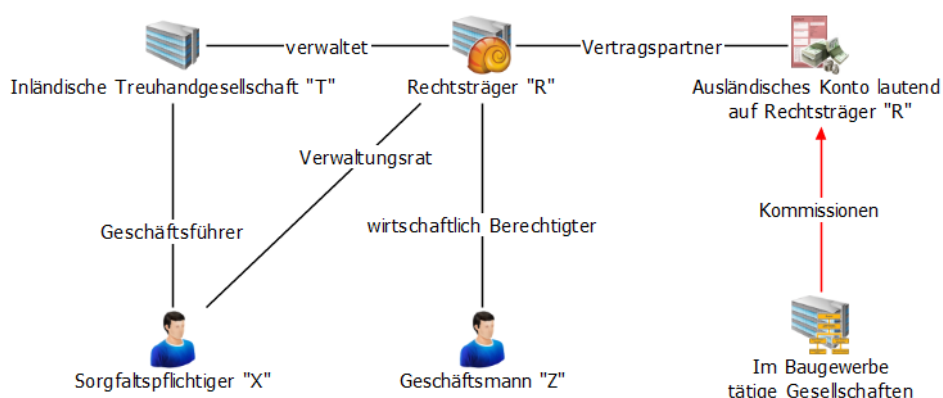 verwaltet
Vertragspartner
Inländische Treuhandgesellschaft "T"
Rechtsträger "R"
Ausländisches Konto lautend
auf Rechtsträger "R"
Verwaltungsrat
Kommissionen
Geschäftsführer
wirtschaftlich Berechtigter
Sorgfaltspflichtiger "X"
Geschäftsmann "Z"
Im Baugewerbe
tätige Gesellschaften